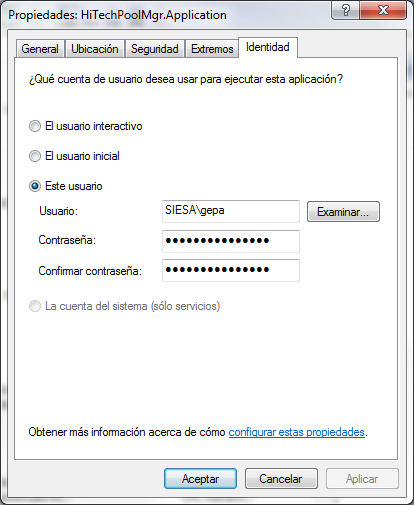 Propiedades: HiTechPoolMgr.Application
?
General
Ubicación
Seguridad
Extremos
Identidad
¿Qué cuenta de usuario desea usar para ejecutar esta aplicación?
El usuario interactivo
El usuario inicial
Este usuario
Usuario:
SIESA\gepa
Examinar...
Contraseña:
●●●●●●●●●●●●●●●
Confirmar contraseña:
●●●●●●●●●●●●●●●
La cuenta del sistema (sólo servicios)
Obtener más información acerca de cómo configurar estas propiedades.
Aceptar
Cancelar
Aplicar